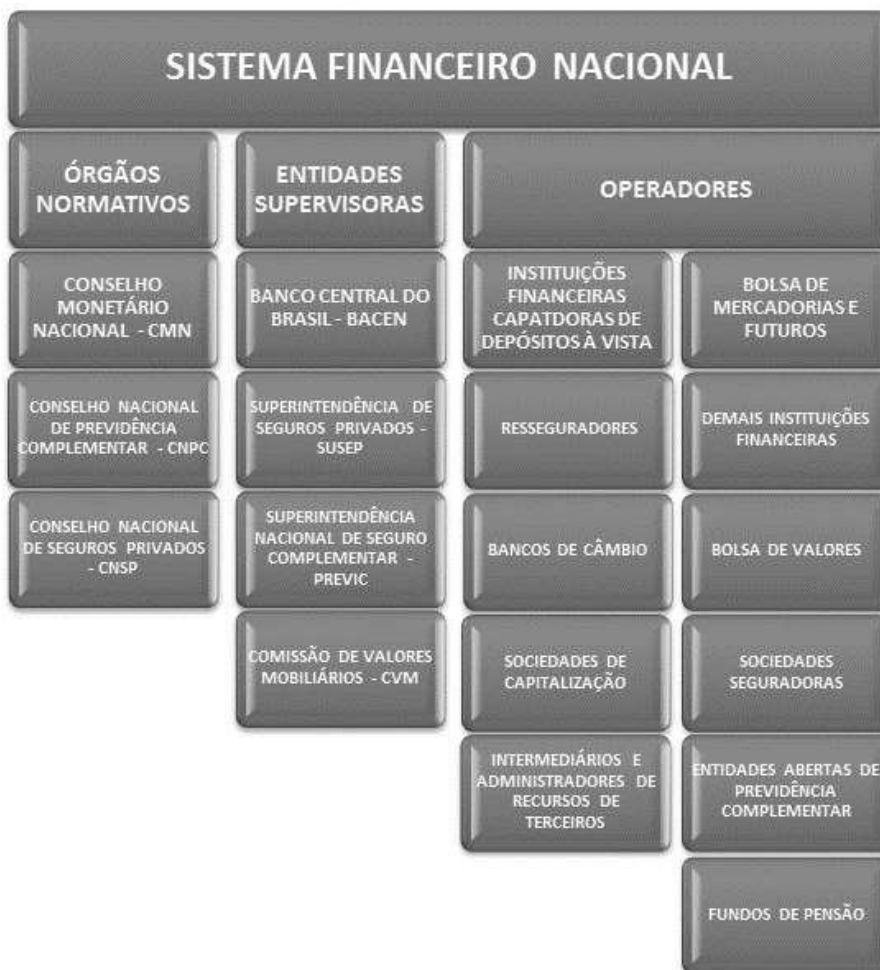 SISTEMA FINANCEIRO NACIONAL
ÓRGÃOS
NORMATIVOS
ENTIDADES
SUPERVISORAS
OPERADORES
CONSELHO
MONETÁRIO
NACIONAL - CMN
BANCO CENTRAL DO
BRASIL - BACEN
INSTITUIÇÕES
FINANCEIRAS
CAPATDORAS DE
DEPÓSITOS À VISTA
BOLSA DE
MERCADORIAS E
FUTUROS
CONSELHO NACIONAL
DE PREVIDÊNCIA
COMPLEMENTAR - CNPC
SUPERINTENDÊNCIA DE
SEGUROS PRIVADOS -
SUSEP
RESSEGURADORES
DEMAIS INSTITUIÇÕES
FINANCEIRAS
CONSELHO NACIONAL
DE SEGUROS PRIVADOS
- CNSP
SUPERINTENDÊNCIA
NACIONAL DE SEGURO
COMPLEMENTAR -
PREVIC
BANCOS DE CÂMBIO
BOLSA DE VALORES
COMISSÃO DE VALORES
MOBILIÁRIOS - CVM
SOCIEDADES DE
CAPITALIZAÇÃO
SOCIEDADES
SEGURADORAS
INTERMEDIÁRIOS E
ADMINISTRADORES DE
RECURSOS DE
TERCEIROS
ENTIDADES ABERTAS DE
PREVIDÊNCIA
COMPLEMENTAR
FUNDOS DE PENSÃO